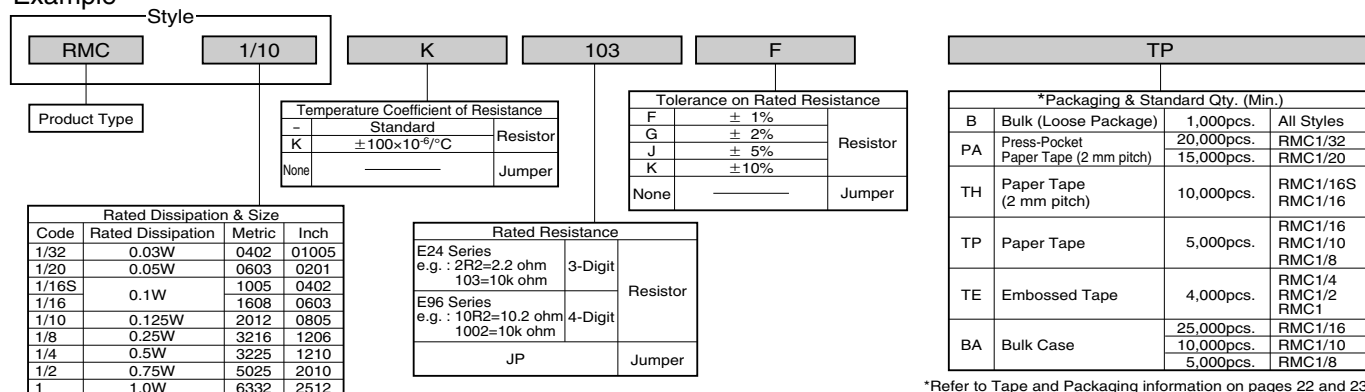 Example
Style
RMC 1/10 K 103 F TP
Product Type
Temperature Coefficient of Resistance
– Standard Resistor
K ±100×10-6/°C
None ——— Jumper
Tolerance on Rated Resistance
F ± 1% Resistor
G ± 2%
J ± 5%
K ±10%
None ——— Jumper
*Packaging & Standard Qty. (Min.)
B Bulk (Loose Package) 1,000pcs. All Styles
PA Press-Pocket Paper Tape (2 mm pitch) 20,000pcs. RMC1/32
15,000pcs. RMC1/20
TH Paper Tape (2 mm pitch) 10,000pcs. RMC1/16S
RMC1/16
TP Paper Tape 5,000pcs. RMC1/16
RMC1/10
RMC1/8
TE Embossed Tape 4,000pcs. RMC1/4
RMC1/2
RMC1
BA Bulk Case 25,000pcs. RMC1/16
10,000pcs. RMC1/10
5,000pcs. RMC1/8
*Refer to Tape and Packaging information on pages 22 and 23
Rated Dissipation & Size
Code Rated Dissipation Metric Inch
1/32 0.03W 0402 01005
1/20 0.05W 0603 0201
1/16S 0.1W 1005 0402
1/16 1608 0603
1/10 0.125W 2012 0805
1/8 0.25W 3216 1206
1/4 0.5W 3225 1210
1/2 0.75W 5025 2010
1 1.0W 6332 2512
Rated Resistance
E24 Series
e.g. : 2R2=2.2 ohm 3-Digit
103=10k ohm
Resistor
E96 Series
e.g. : 10R2=10.2 ohm 4-Digit
1002=10k ohm
JP Jumper